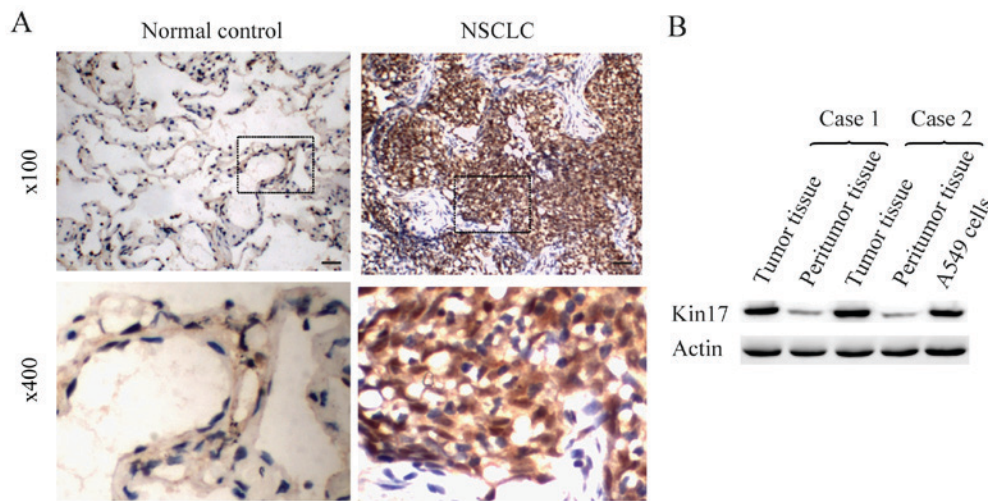 A
Normal control
NSCLC
x100
x400
B
Case 1
Case 2
Tumor tissue
Peritumor tissue
Tumor tissue
Peritumor tissue
A549 cells
Kin17
Actin